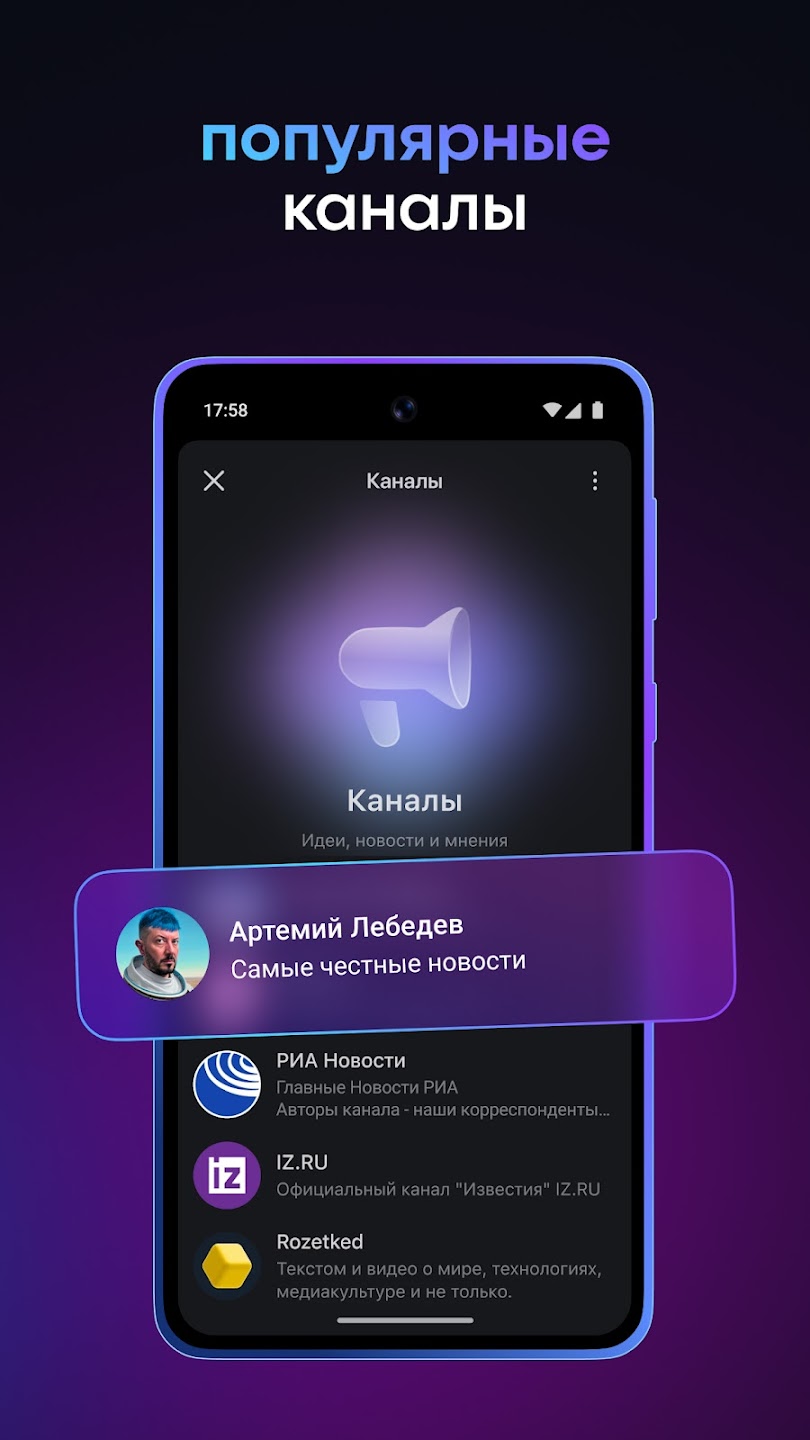 популярные
каналы
17:58
Каналы
Каналы
Идеи, новости и мнения
Артемий Лебедев
Самые честные новости
РИА Новости
Главные Новости РИА
Авторы канала - наши корреспонденты...
iz
IZ.RU
Официальный канал "Известия" IZ.RU
Rozetked
Текстом и видео о мире, технологиях,
медиакультуре и не только.